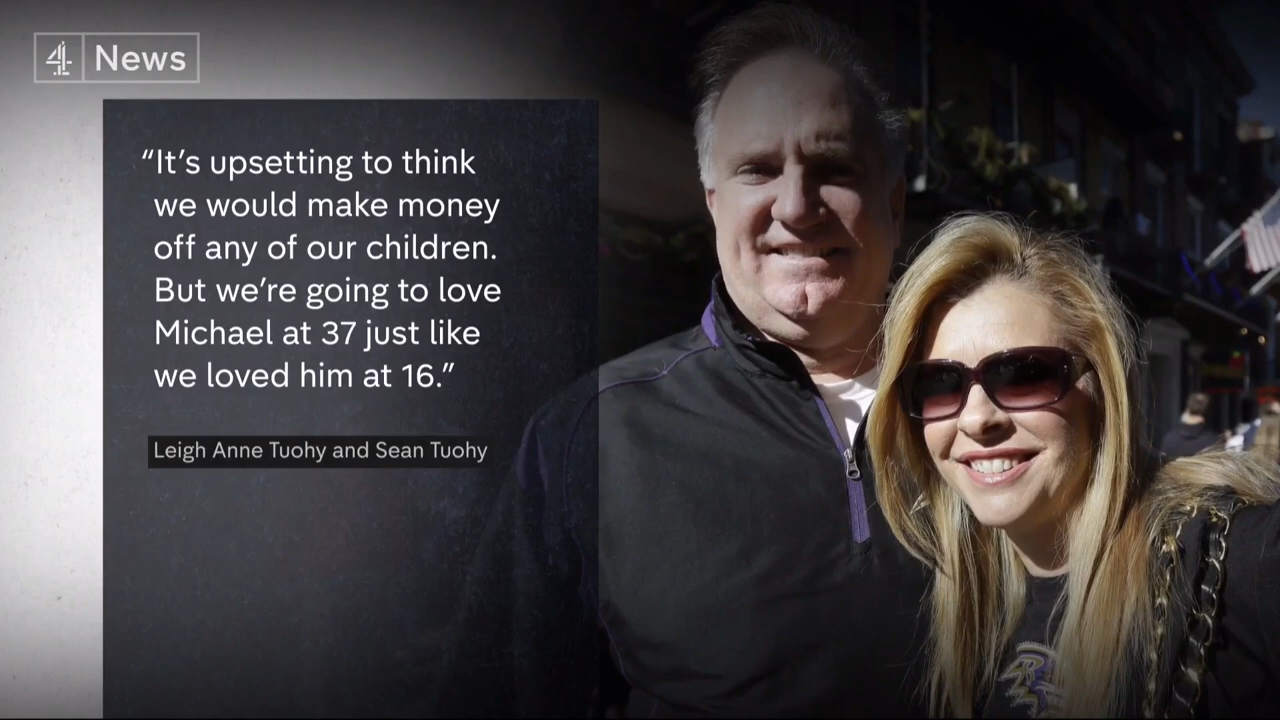 4 News
“It’s upsetting to think
we would make money
off any of our children.
But we’re going to love
Michael at 37 just like
we loved him at 16.”
Leigh Anne Tuohy and Sean Tuohy
R